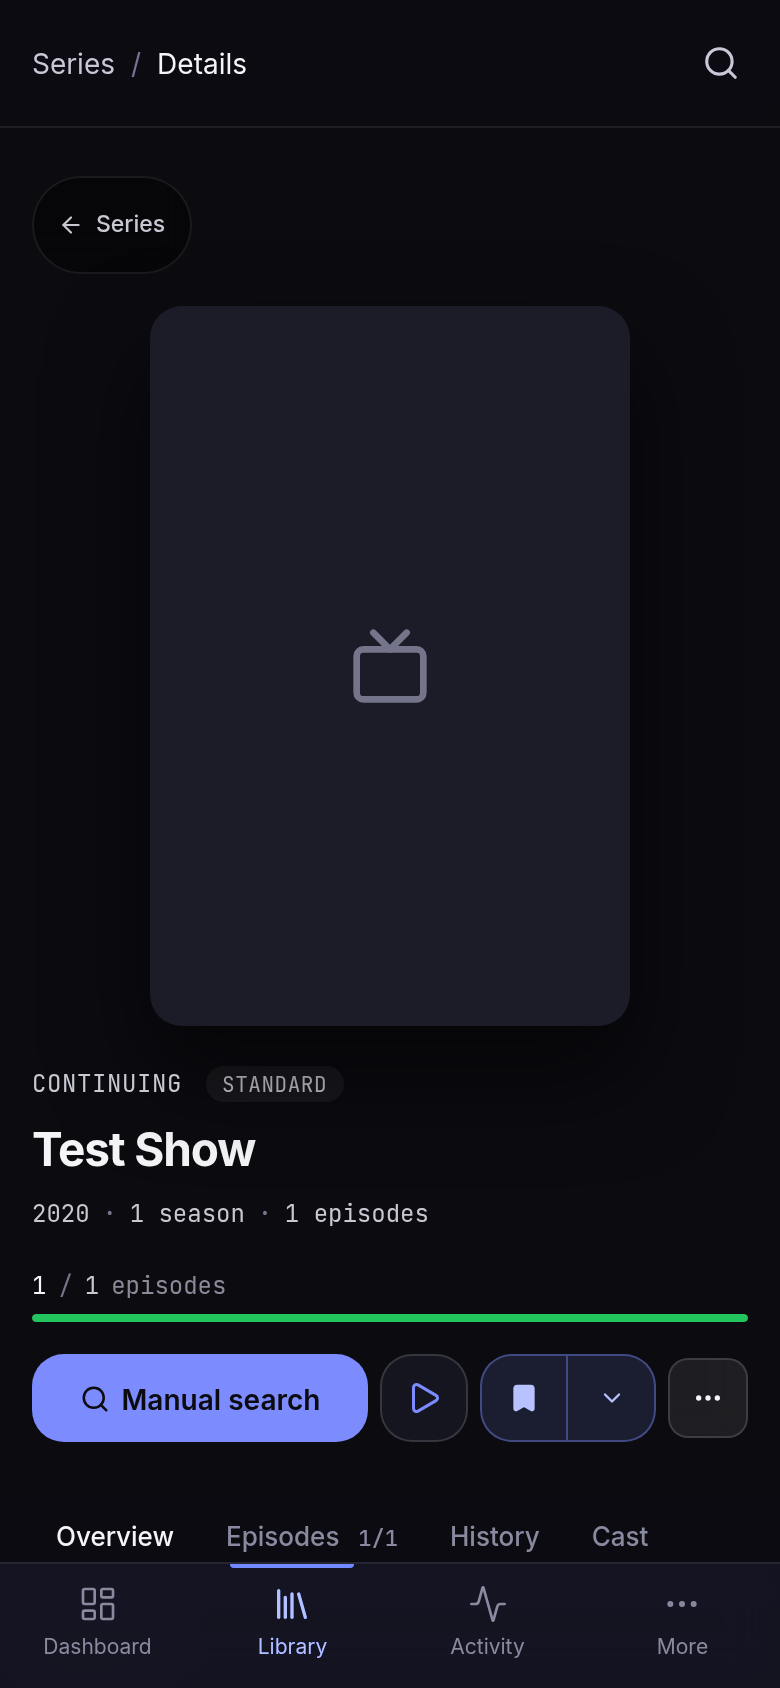 Series / Details
Series
CONTINUING STANDARD
Test Show
2020 · 1 season · 1 episodes
1 / 1 episodes
Manual search
Overview Episodes 1/1 History Cast
Dashboard Library Activity More